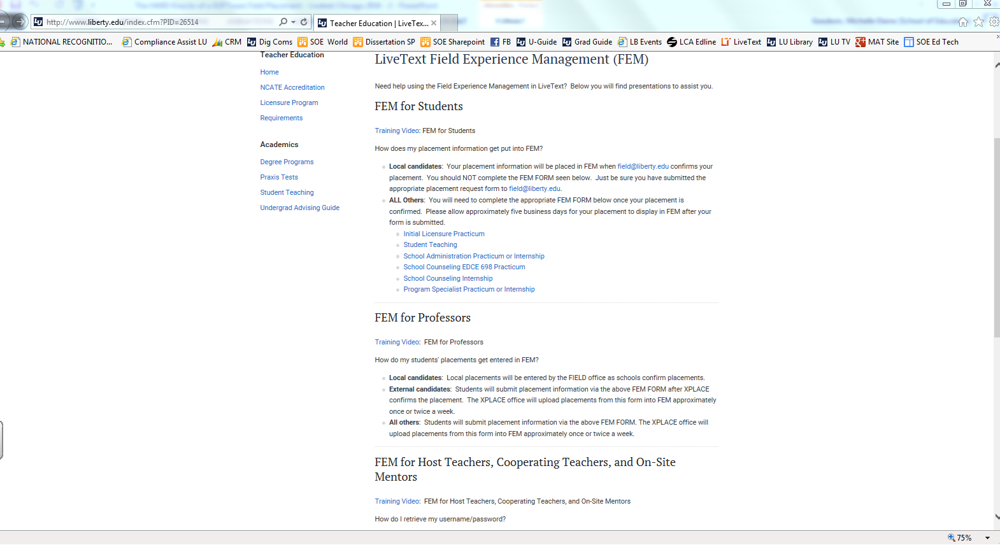 http://www.liberty.edu/index.cfm?PID=26514
Teacher Education | LiveTex...
NATIONAL RECOGNITIO...
Compliance Assist LU
CRM
Dig Coms
SOE World
Dissertation SP
SOE Sharepoint
FB
U-Guide
Grad Guide
LB Events
LCA Edline
LiveText
LU Library
LU TV
MAT Site
SOE Ed Tech
Teacher Education
Home
NCATE Accreditation
Licensure Program
Requirements
Academics
Degree Programs
Praxis Tests
Student Teaching
Undergrad Advising Guide
LiveText Field Experience Management (FEM)
Need help using the Field Experience Management in LiveText? Below you will find presentations to assist you.
FEM for Students
Training Video: FEM for Students
How does my placement information get put into FEM?
Local candidates: Your placement information will be placed in FEM when field@liberty.edu confirms your
placement. You should NOT complete the FEM FORM seen below. Just be sure you have submitted the
appropriate placement request form to field@liberty.edu.
ALL Others: You will need to complete the appropriate FEM FORM below once your placement is
confirmed. Please allow approximately five business days for your placement to display in FEM after your
form is submitted.
Initial Licensure Practicum
Student Teaching
School Administration Practicum or Internship
School Counseling EDCE 698 Practicum
School Counseling Internship
Program Specialist Practicum or Internship
FEM for Professors
Training Video: FEM for Professors
How do my students' placements get entered in FEM?
Local candidates: Local placements will be entered by the FIELD office as schools confirm placements.
External candidates: Students will submit placement information via the above FEM FORM after XPLACE
confirms the placement. The XPLACE office will upload placements from this form into FEM approximately
once or twice a week.
All others: Students will submit placement information via the above FEM FORM. The XPLACE office will
upload placements from this form into FEM approximately once or twice a week.
FEM for Host Teachers, Cooperating Teachers, and On-Site
Mentors
Training Video: FEM for Host Teachers, Cooperating Teachers, and On-Site Mentors
How do I retrieve my username/password?
75%